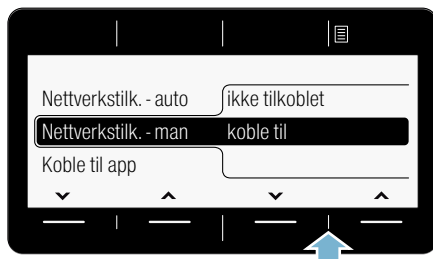 Nettverkstilk. - auto ikke tilkoblet
Nettverkstilk. - man koble til
Koble til app